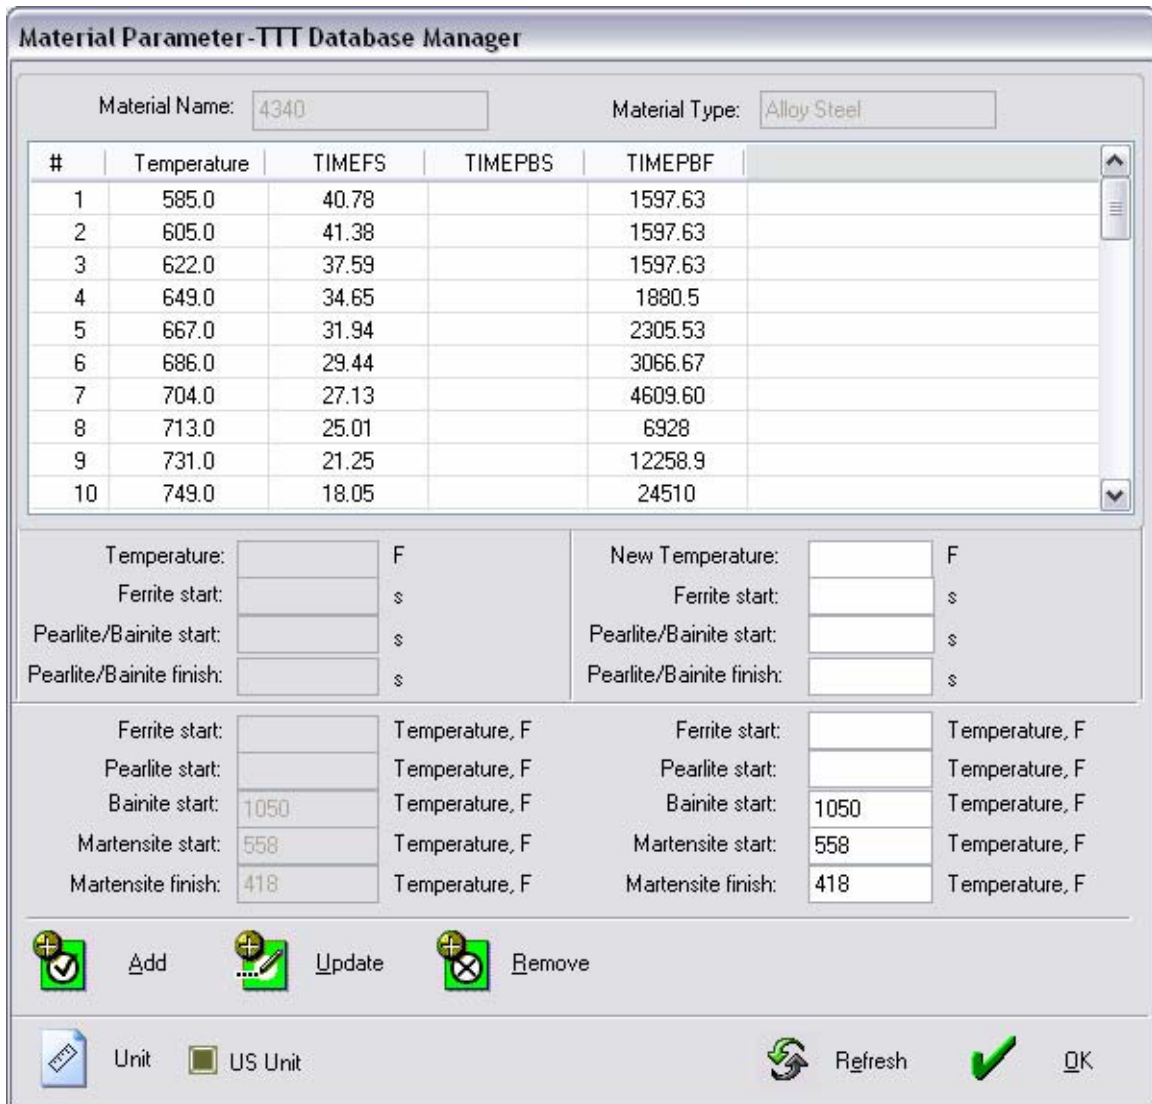 Material Parameter-TTT Database Manager
Material Name: 4340 Material Type: Alloy Steel
# Temperature TIMEFS TIMEPBS TIMEPBF
1 585.0 40.78 1597.63
2 605.0 41.38 1597.63
3 622.0 37.59 1597.63
4 649.0 34.65 1880.5
5 667.0 31.94 2305.53
6 686.0 29.44 3066.67
7 704.0 27.13 4609.60
8 713.0 25.01 6928
9 731.0 21.25 12258.9
10 749.0 18.05 24510
Temperature: F New Temperature: F
Ferrite start: s Ferrite start: s
Pearlite/Bainite start: s Pearlite/Bainite start: s
Pearlite/Bainite finish: s Pearlite/Bainite finish: s
Ferrite start: Temperature, F Ferrite start: Temperature, F
Pearlite start: Temperature, F Pearlite start: Temperature, F
Bainite start: 1050 Temperature, F Bainite start: 1050 Temperature, F
Martensite start: 558 Temperature, F Martensite start: 558 Temperature, F
Martensite finish: 418 Temperature, F Martensite finish: 418 Temperature, F
Add Update Remove
Unit US Unit Refresh OK